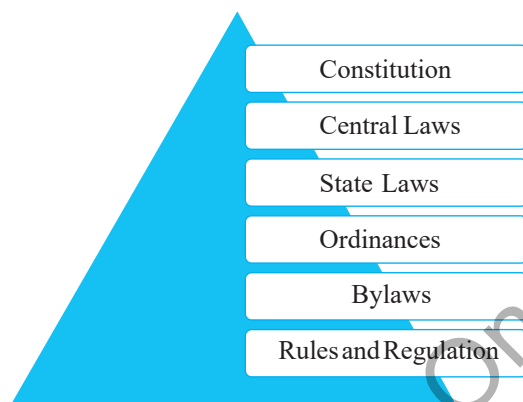 Constitution
Central Laws
State Laws
Ordinances
Bylaws
Rules and Regulation